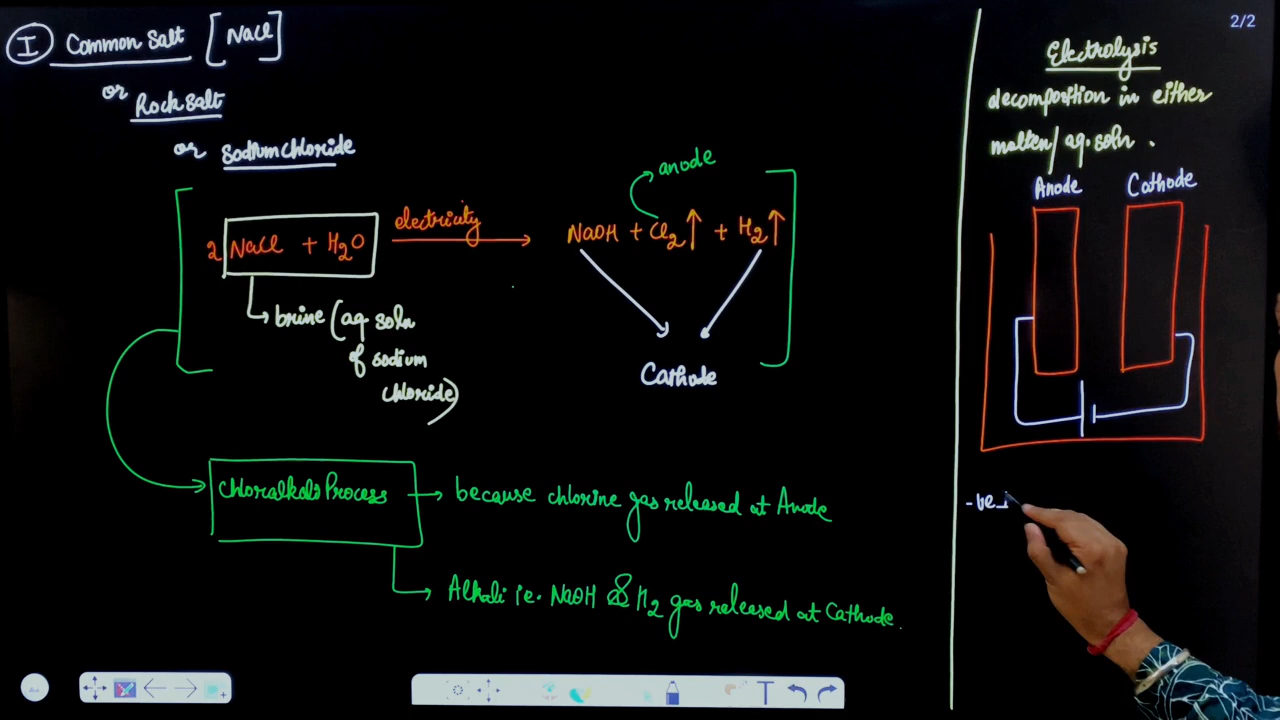 I Common Salt [NaCl]
or Rock Salt
or Sodium chloride
anode
2 NaCl + H2O electricity NaOH + Cl2↑ + H2↑
brine (aq soln
of sodium
chloride)
Cathode
Chloralkali Process → because chlorine gas released at Anode
Alkali i.e. NaOH & H2 gas released at Cathode.
2/2
Electrolysis
decomposition in either
molten/aq. soln.
Anode Cathode
-ve
T